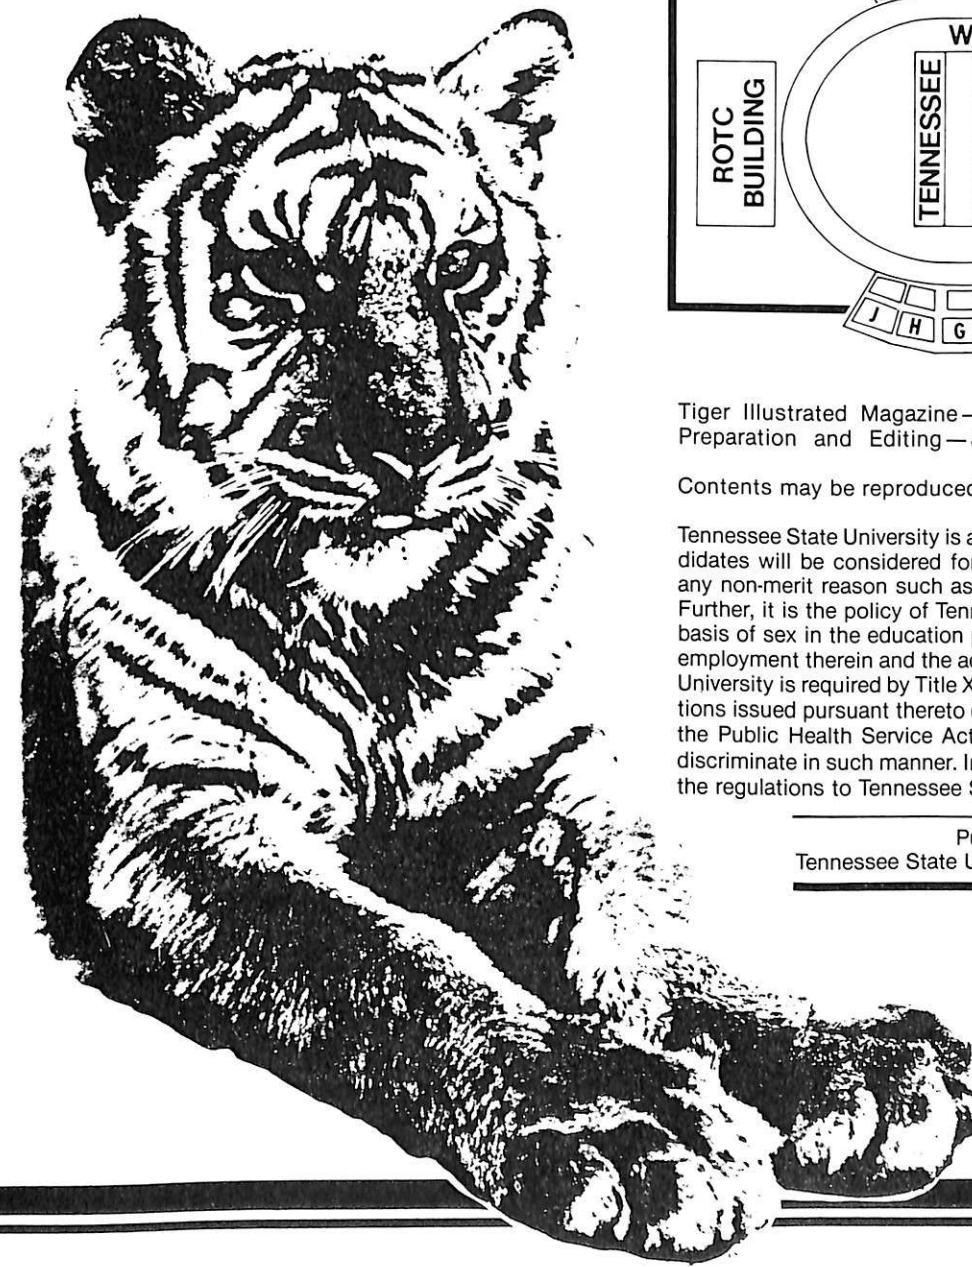 W
TENNESSEE
ROTC
BUILDING
J H G
Tiger Illustrated Magazine—
Preparation and Editing—
Contents may be reproduced
Tennessee State University is a
didates will be considered for
any non-merit reason such as
Further, it is the policy of Tenn
basis of sex in the education
employment therein and the a
University is required by Title X
tions issued pursuant thereto
the Public Health Service Act
discriminate in such manner. I
the regulations to Tennessee S
P
Tennessee State U